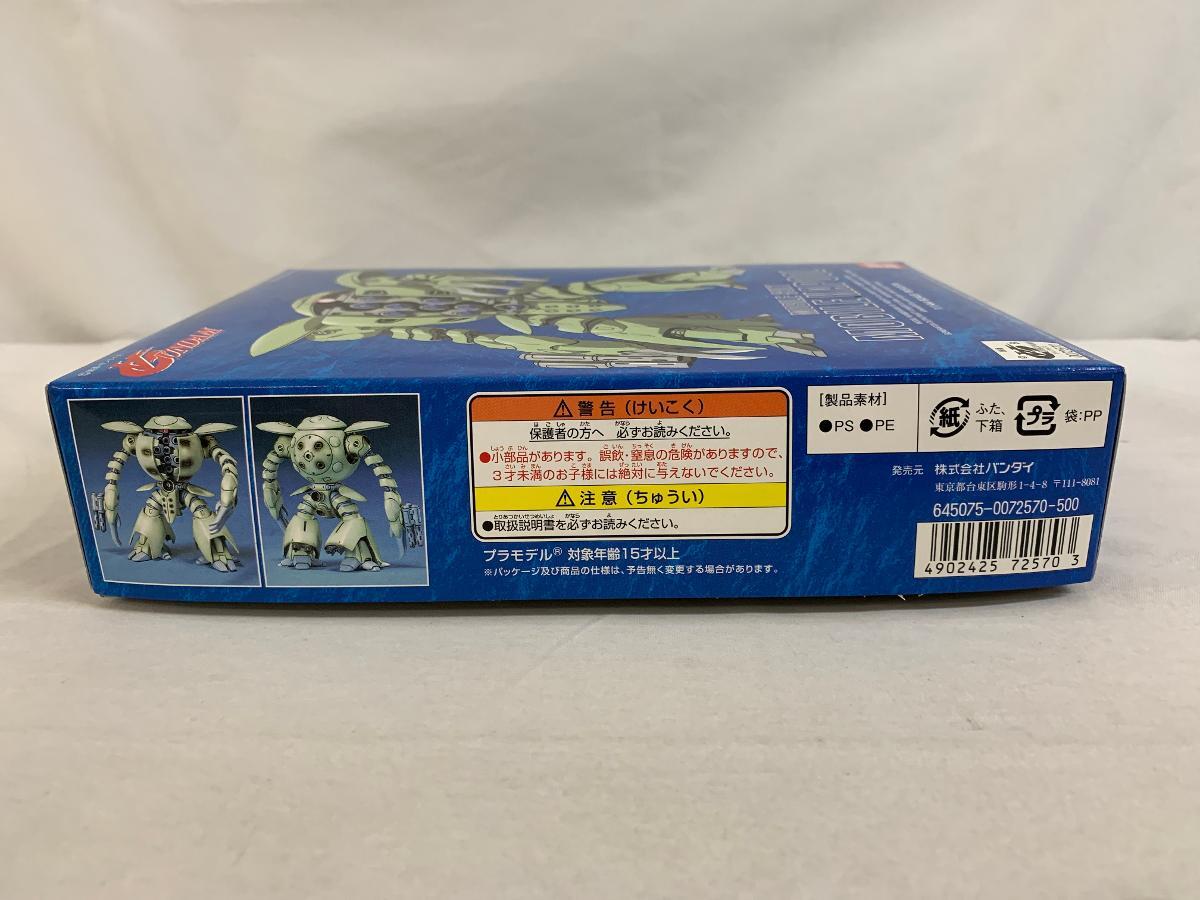 GUNDAM
⚠警告（けいこく）
保護者の方へ 必ずお読みください。
●小部品があります。誤飲・窒息の危険がありますので、
３才未満のお子様には絶対に与えないでください。
⚠注意（ちゅうい）
●取扱説明書を必ずお読みください。
プラモデル® 対象年齢15才以上
※パッケージ及び商品の仕様は、予告無く変更する場合があります。
［製品素材］
●PS ●PE
紙 ふた、下箱
プラ 袋:PP
発売元 株式会社バンダイ
東京都台東区駒形1-4-8 〒111-8081
645075-0072570-500
4902425 72570 3